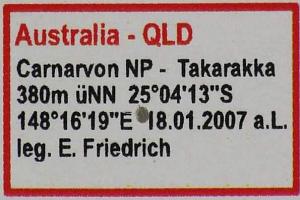 Australia - QLD
Carnarvon NP - Takarakka
380m üNN 25°04'13"S
148°16'19"E 18.01.2007 a.L.
leg. E. Friedrich